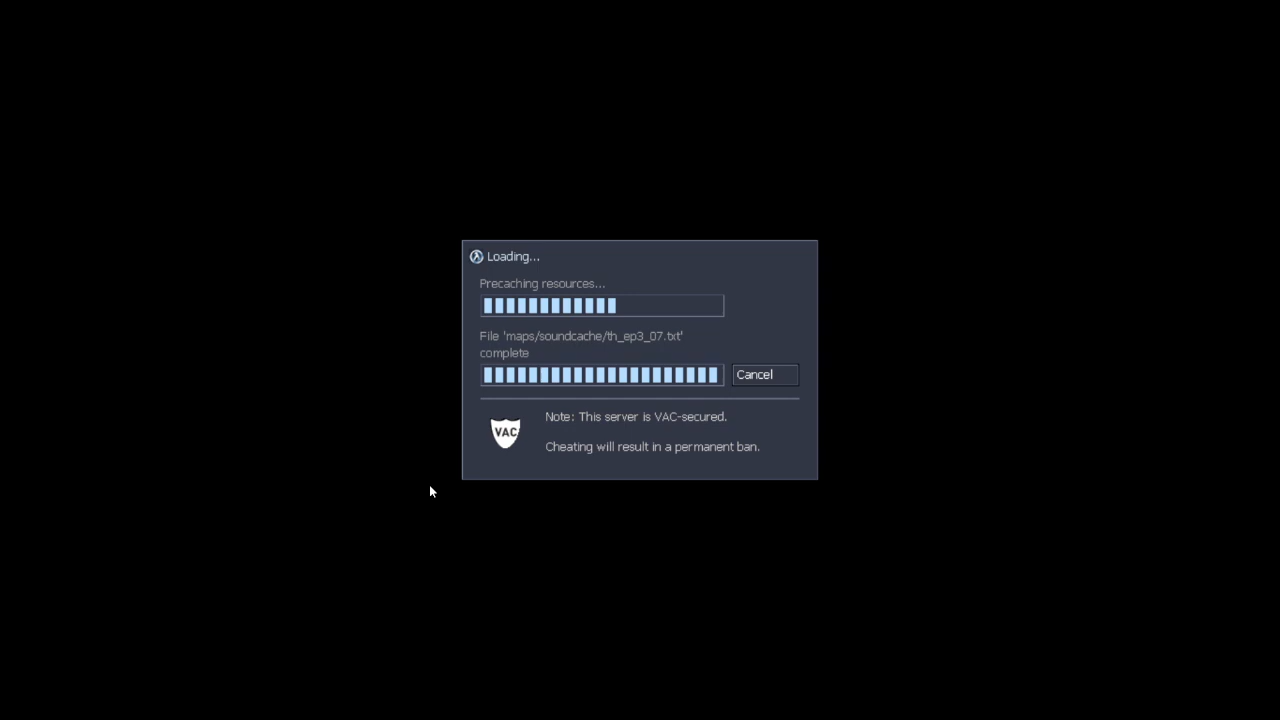 Loading...
Precaching resources...
File 'maps/soundcache/th_ep3_07.txt'
complete
Cancel
Note: This server is VAC-secured.
VAC
Cheating will result in a permanent ban.